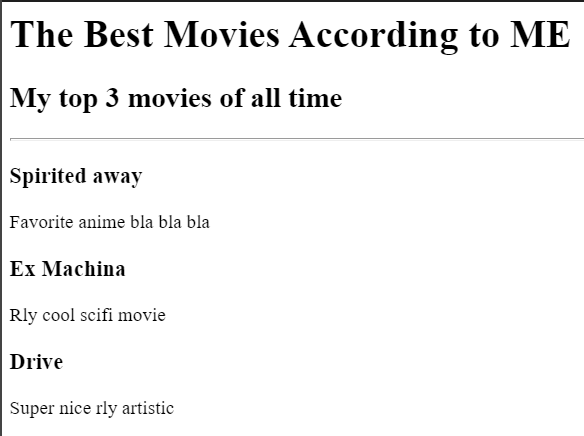 The Best Movies According to ME
My top 3 movies of all time
Spirited away
Favorite anime bla bla bla
Ex Machina
Rly cool scifi movie
Drive
Super nice rly artistic